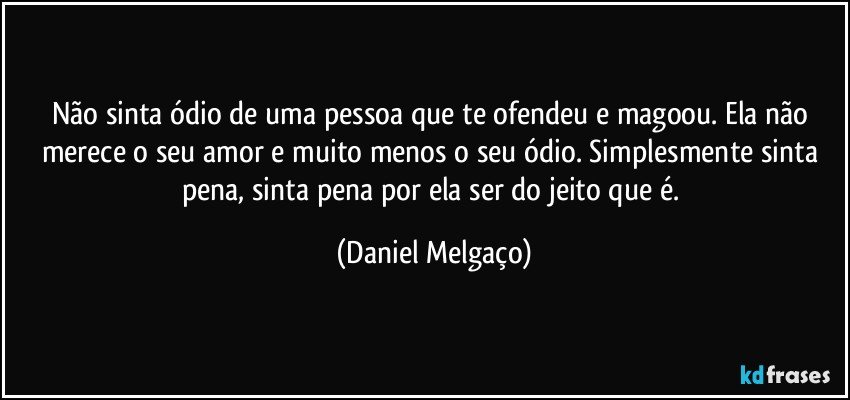 Não sinta ódio de uma pessoa que te ofendeu e magoou. Ela não
merece o seu amor e muito menos o seu ódio. Simplesmente sinta
pena, sinta pena por ela ser do jeito que é.
(Daniel Melgaço)
kdfrases